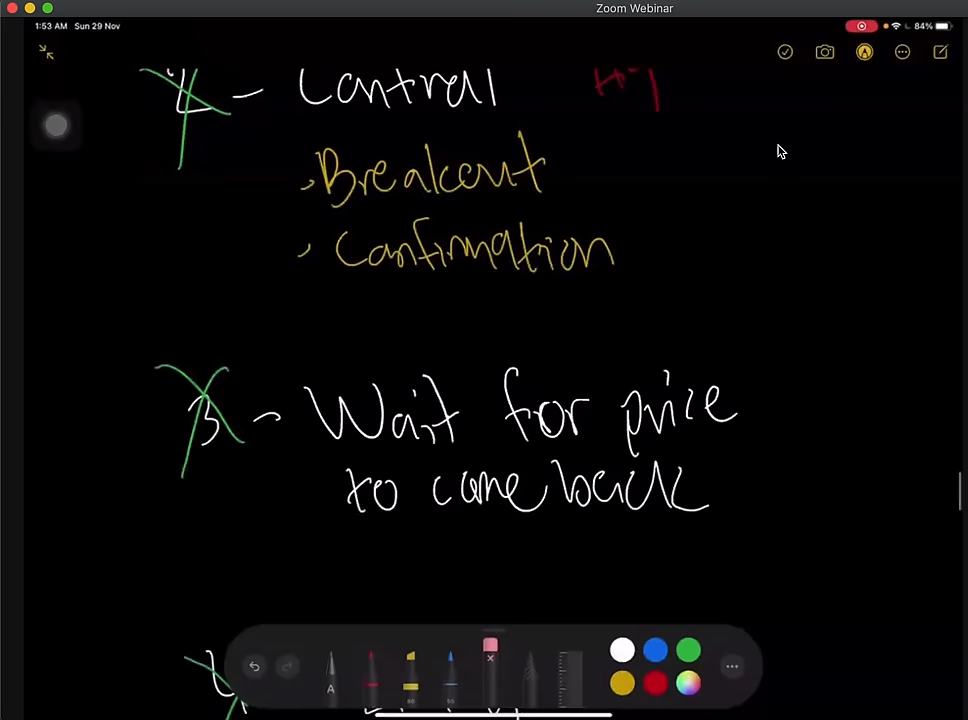 Zoom Webinar
1:53 AM Sun 29 Nov
84%
2 - Control
Breakout
Confirmation
3 - Wait for price
to come back
A